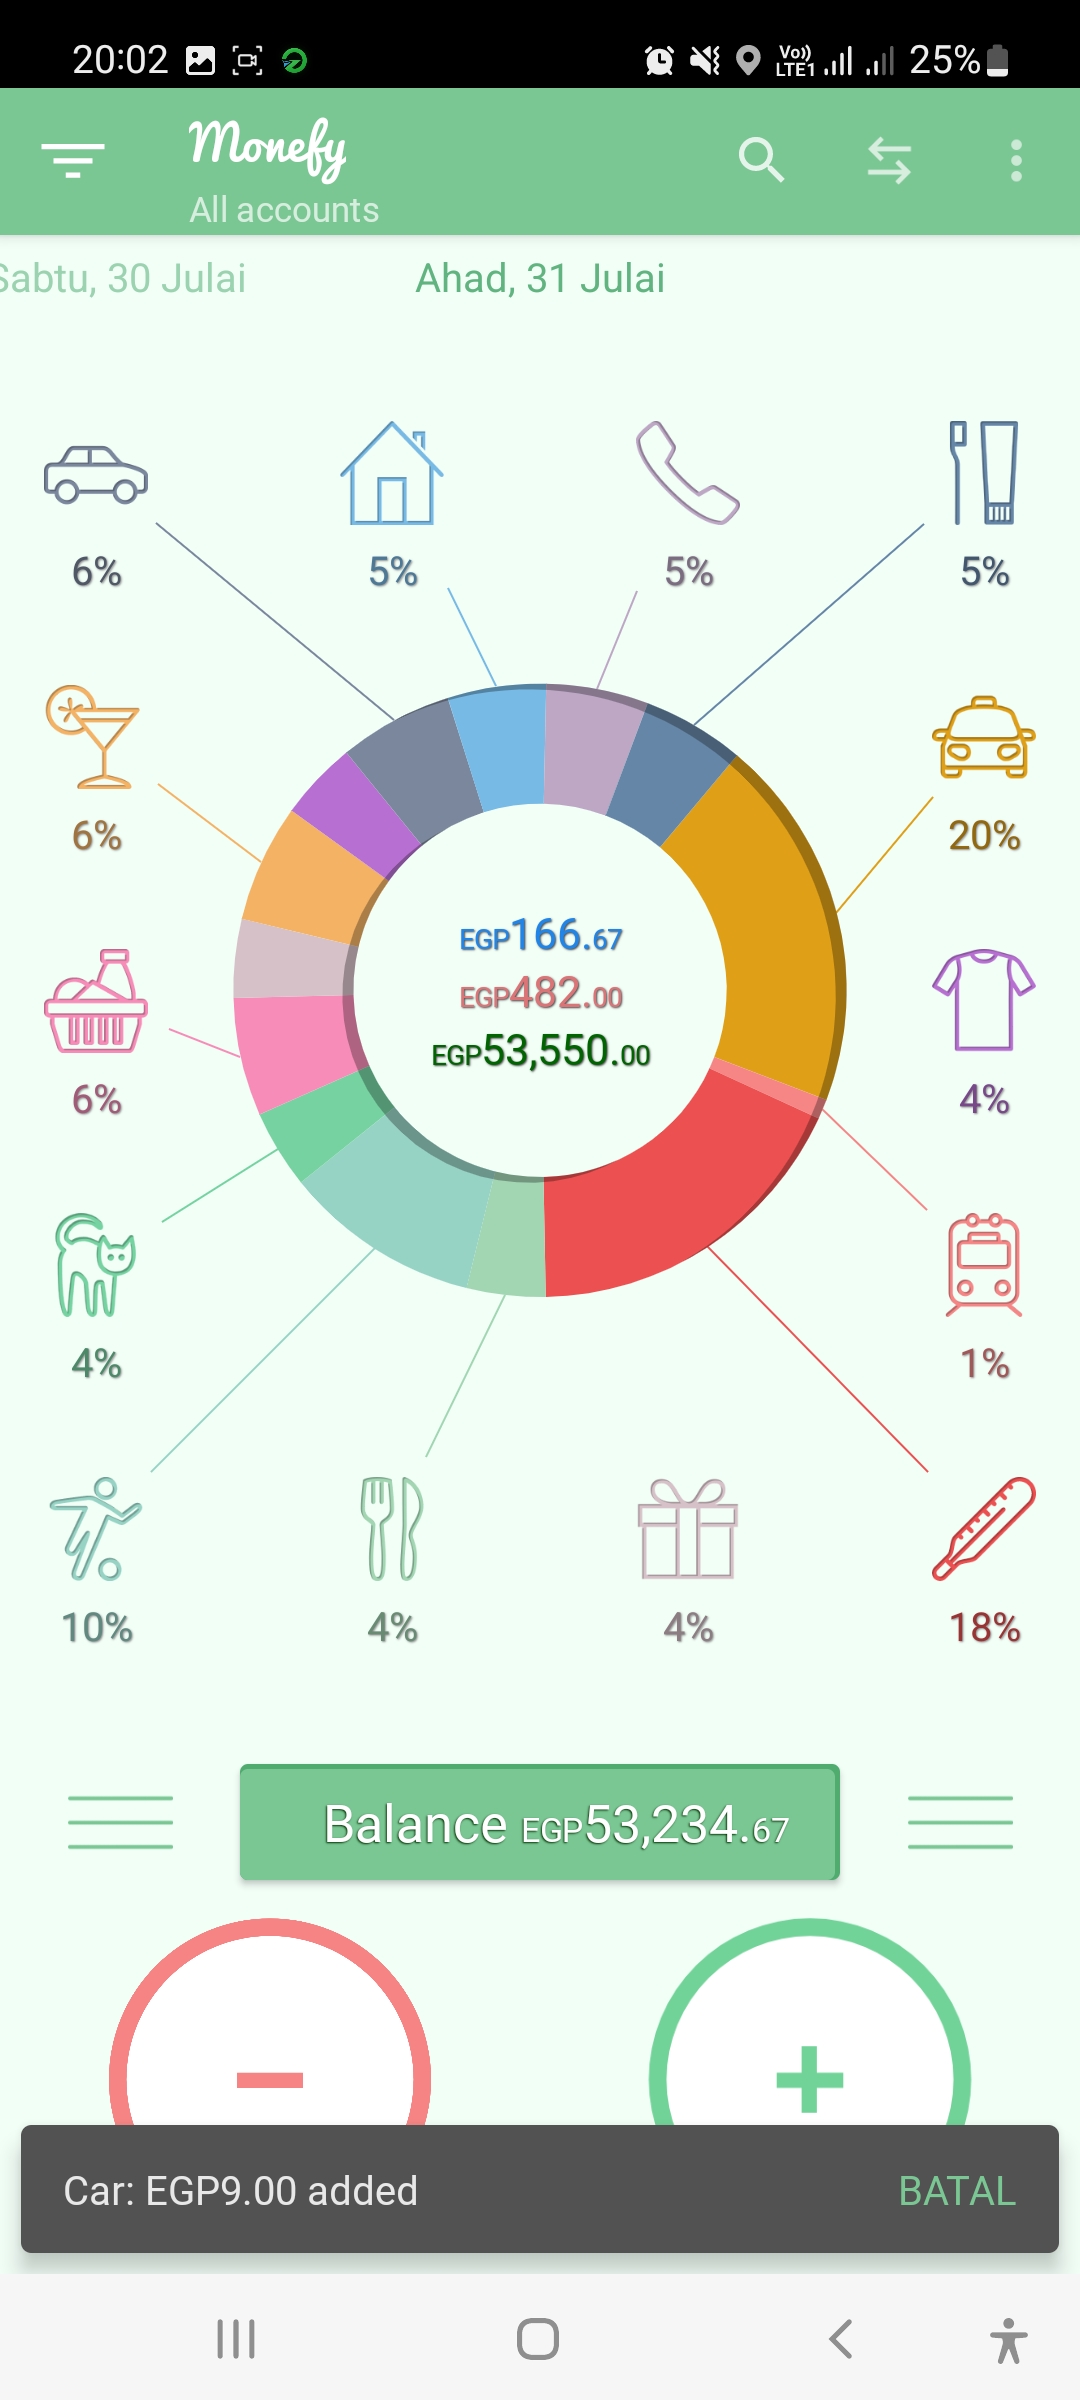 20:02 Vo)) LTE1 25%
Monefy
All accounts
Sabtu, 30 Julai Ahad, 31 Julai
6% 5% 5% 5%
6% 20%
EGP166.67
EGP482.00
EGP53,550.00
6% 4%
4% 1%
10% 4% 4% 18%
Balance EGP53,234.67
Car: EGP9.00 added BATAL